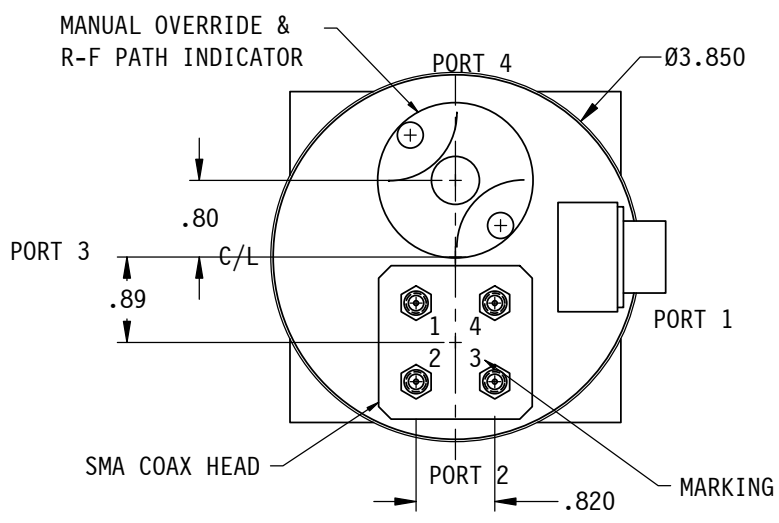 MANUAL OVERRIDE &
R-F PATH INDICATOR
PORT 4
Ø3.850
.80
PORT 3
C/L
.89
PORT 1
1 4
2 3
SMA COAX HEAD
PORT 2
MARKING
.820